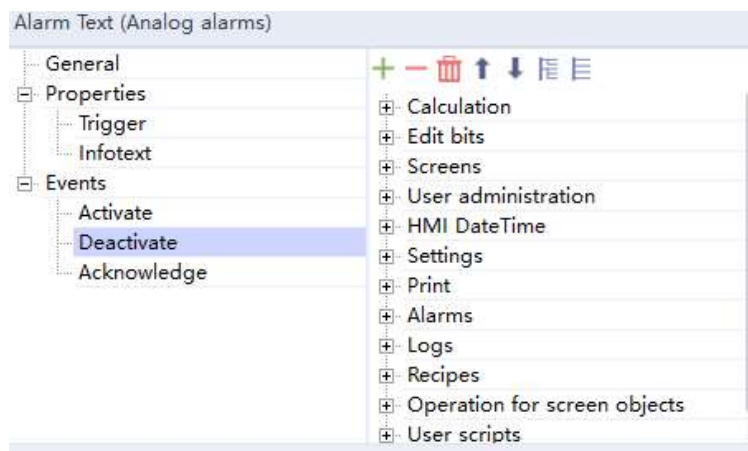 Alarm Text (Analog alarms)
General
Properties
Trigger
Infotext
Events
Activate
Deactivate
Acknowledge
Calculation
Edit bits
Screens
User administration
HMI DateTime
Settings
Print
Alarms
Logs
Recipes
Operation for screen objects
User scripts